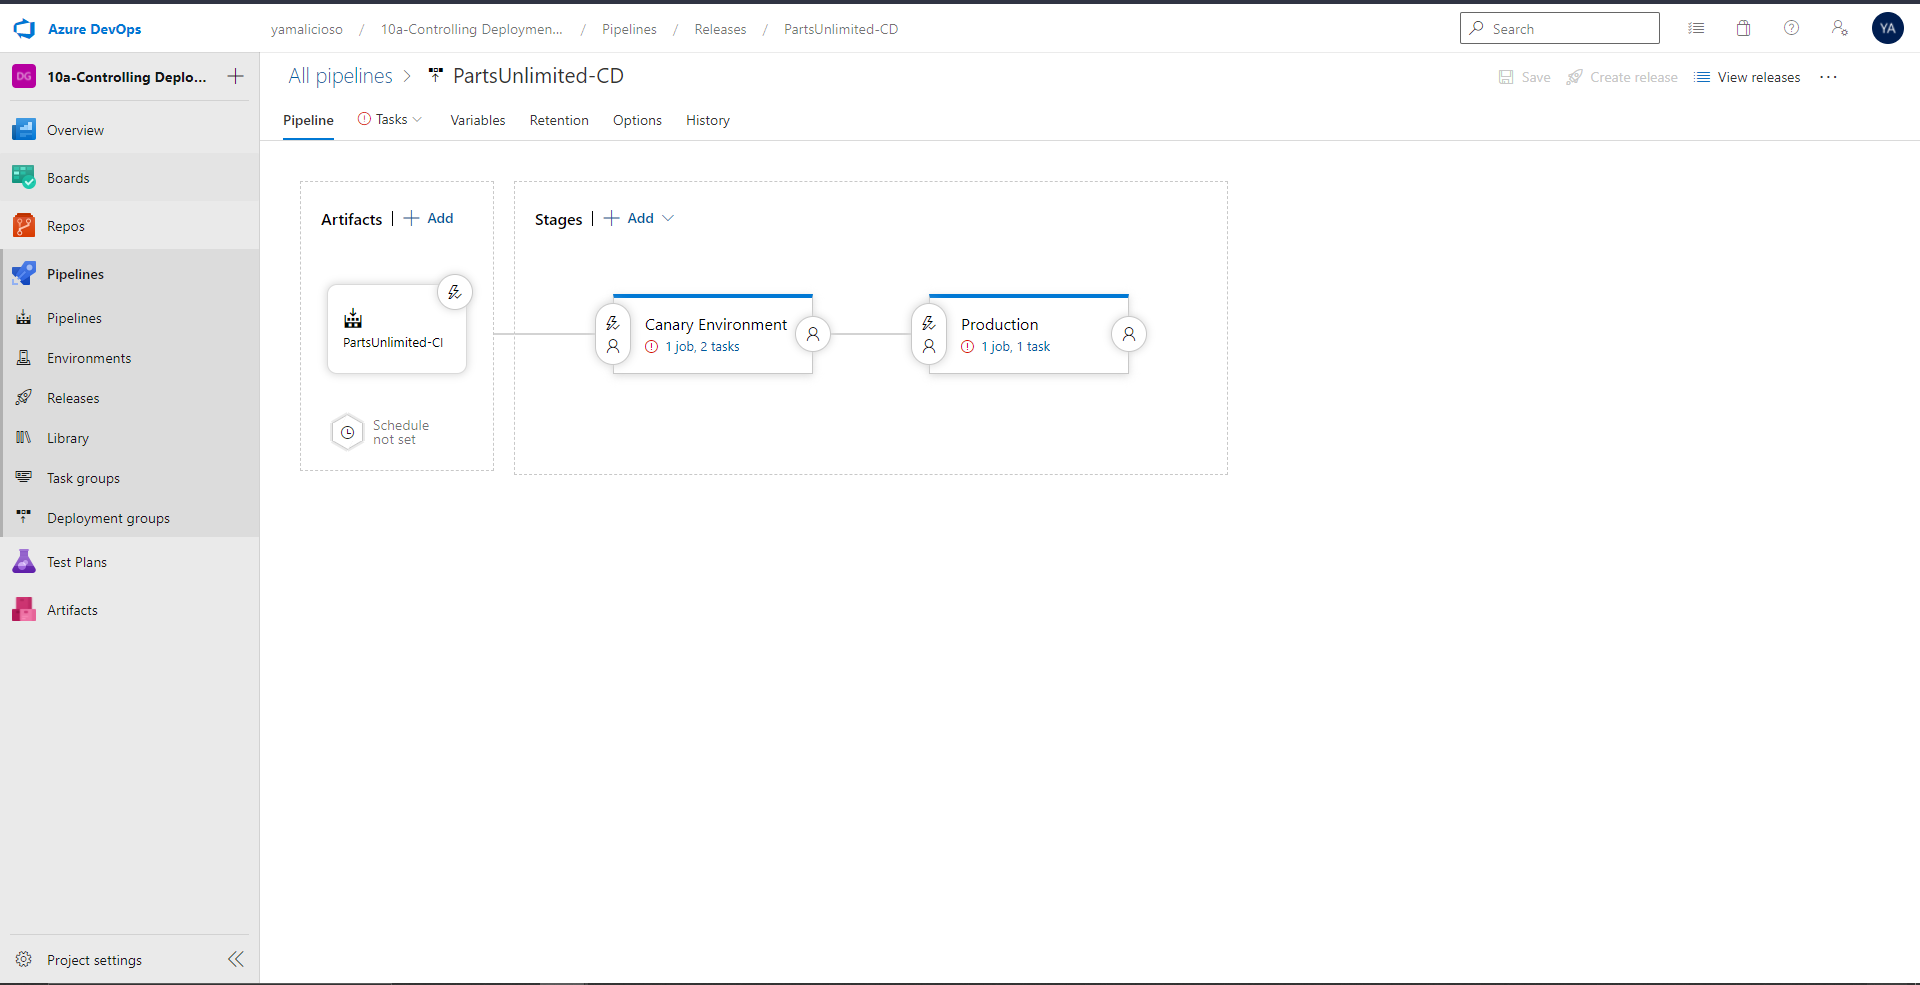 Azure DevOps
yamalicioso / 10a-Controlling Deploymen... / Pipelines / Releases / PartsUnlimited-CD
Search
YA
DG 10a-Controlling Deplo...
Overview
Boards
Repos
Pipelines
Pipelines
Environments
Releases
Library
Task groups
Deployment groups
Test Plans
Artifacts
Project settings
All pipelines > PartsUnlimited-CD
Save Create release View releases
Pipeline Tasks Variables Retention Options History
Artifacts | + Add
PartsUnlimited-CI
Schedule
not set
Stages | + Add
Canary Environment
1 job, 2 tasks
Production
1 job, 1 task